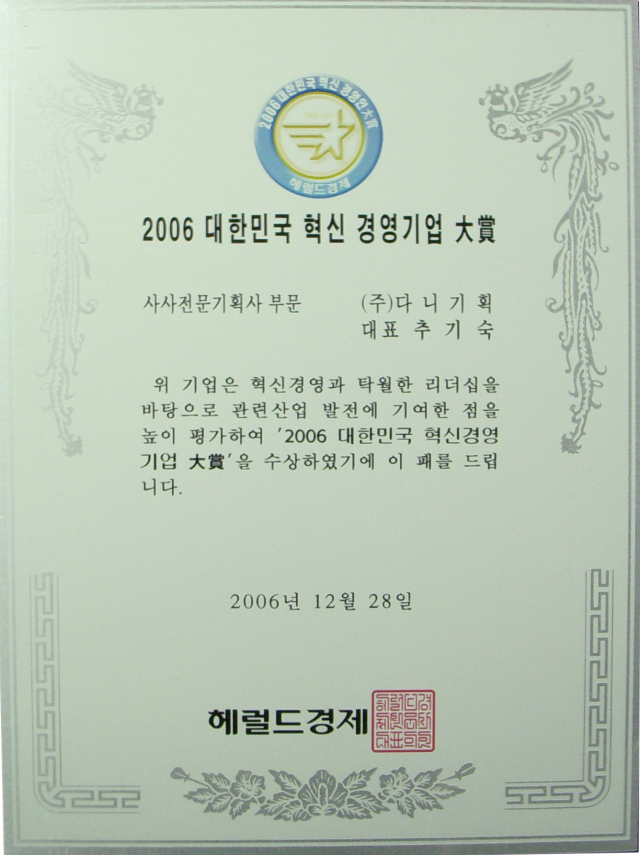 2006 대한민국 혁신 경영인 大賞
헤럴드경제
2006 대한민국 혁신 경영기업 大賞
사사전문기획사 부문 (주)다니기획
대표 추기숙
위 기업은 혁신경영과 탁월한 리더십을
바탕으로 관련산업 발전에 기여한 점을
높이 평가하여 '2006 대한민국 혁신경영
기업 大賞'을 수상하였기에 이 패를 드립
니다.
2006년 12월 28일
헤럴드경제